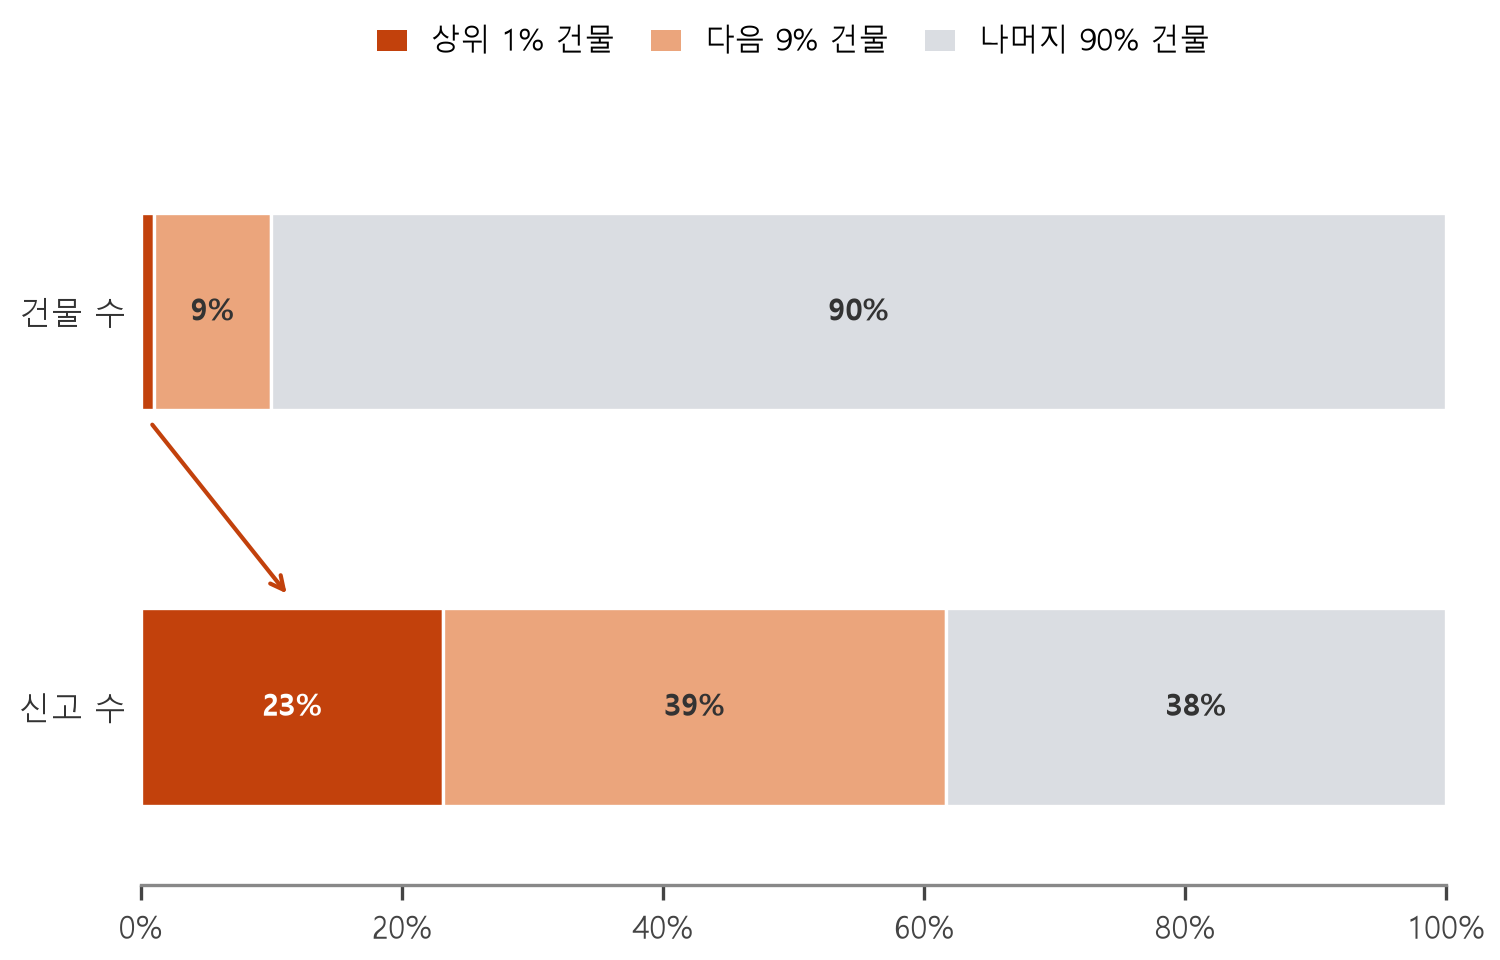 상위 1% 건물 다음 9% 건물 나머지 90% 건물
건물 수 9% 90%
신고 수 23% 39% 38%
0% 20% 40% 60% 80% 100%